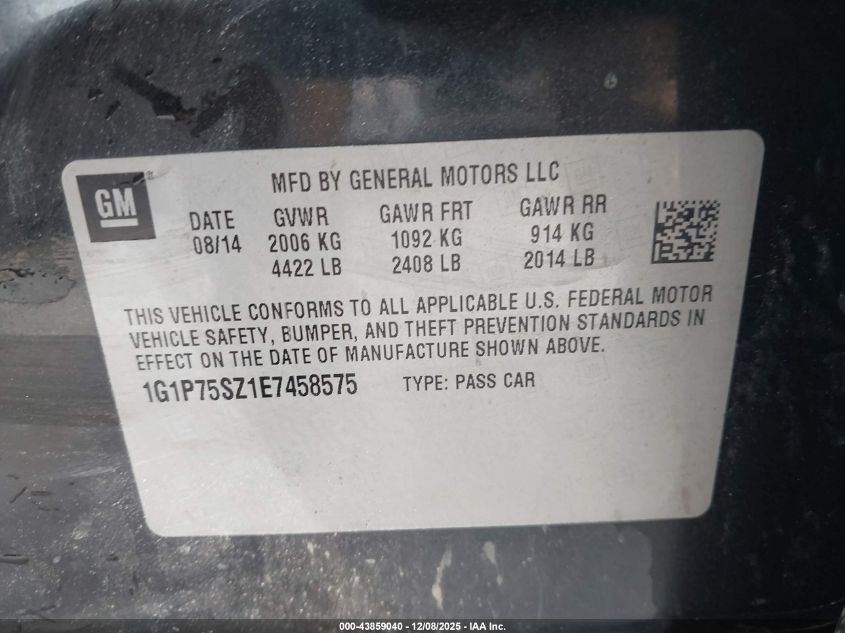 MFD BY GENERAL MOTORS LLC
GM
DATE GVWR GAWR FRT GAWR RR
08/14 2006 KG 1092 KG 914 KG
4422 LB 2408 LB 2014 LB
THIS VEHICLE CONFORMS TO ALL APPLICABLE U.S. FEDERAL MOTOR
VEHICLE SAFETY, BUMPER, AND THEFT PREVENTION STANDARDS IN
EFFECT ON THE DATE OF MANUFACTURE SHOWN ABOVE.
1G1P75SZ1E7458575 TYPE: PASS CAR
000-43859040 - 12/08/2025 - IAA Inc.